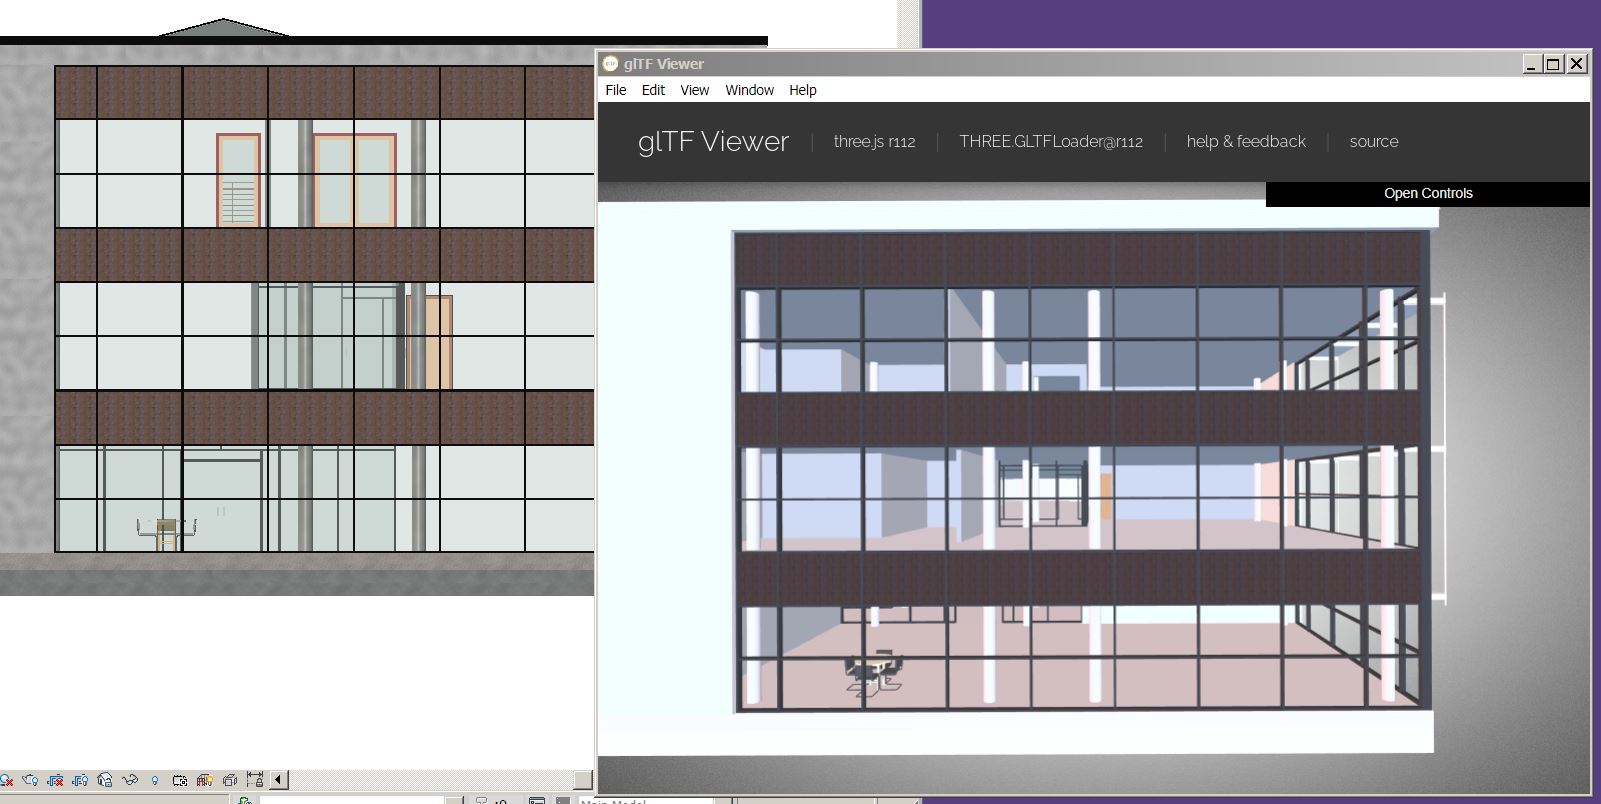 glTF Viewer
File Edit View Window Help
glTF Viewer | three.js r112 | THREE.GLTFLoader@r112 | help & feedback | source
Open Controls
Main Model